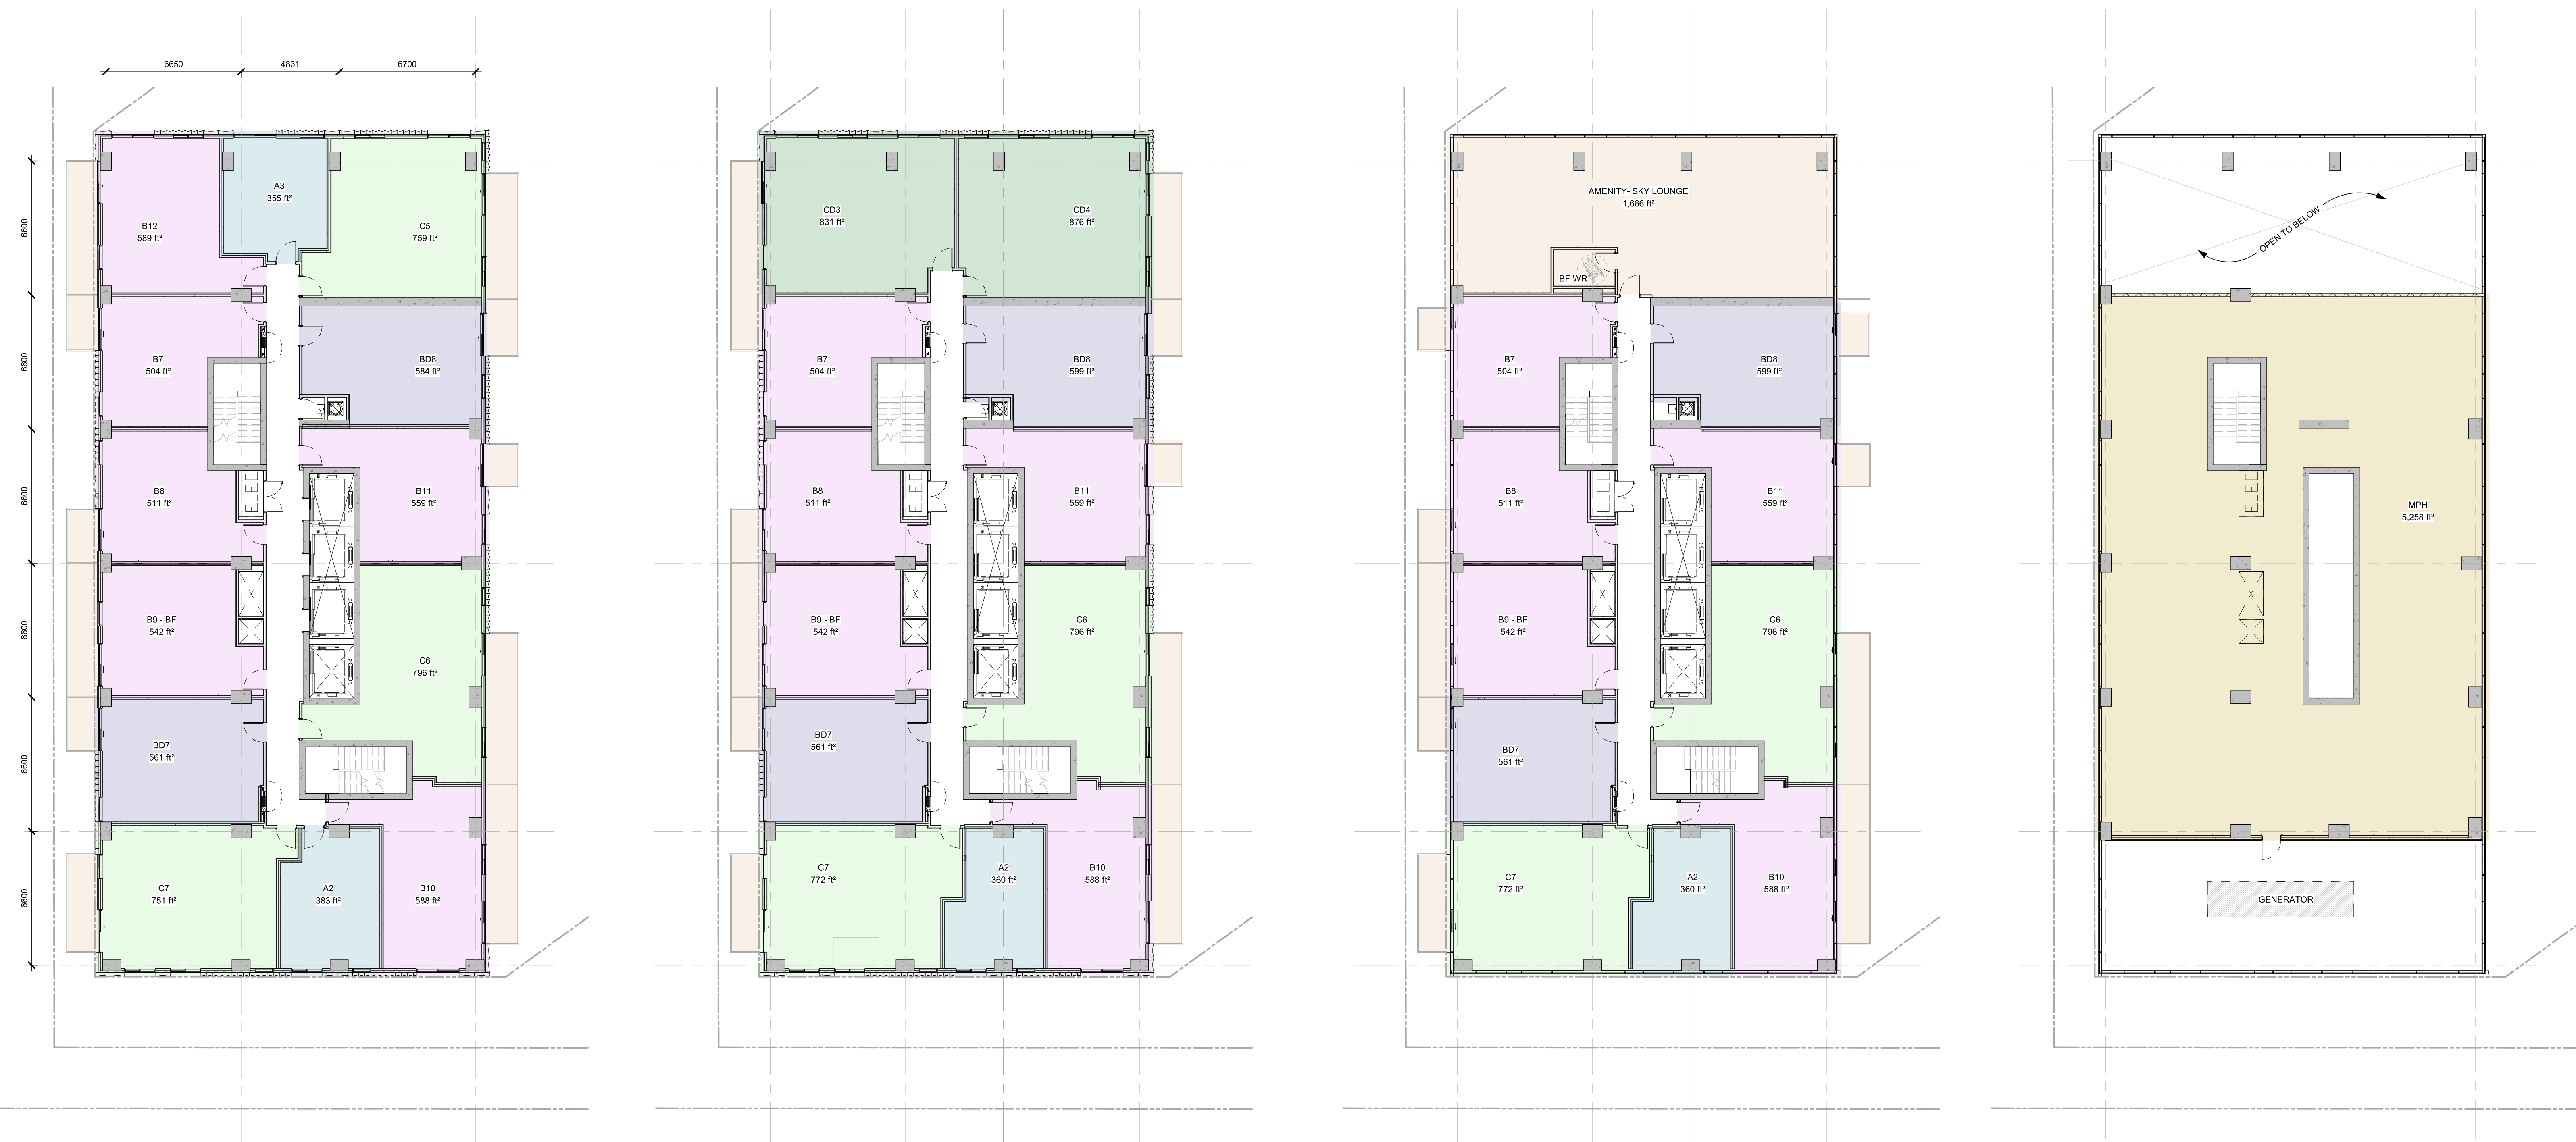 6650
4831
6700
6600
6600
6600
6600
6600
6600
A3
355 ft²
B12
589 ft²
C5
759 ft²
B7
504 ft²
BD8
584 ft²
B8
511 ft²
ELEC
B11
559 ft²
B9 - BF
542 ft²
C6
796 ft²
BD7
561 ft²
C7
751 ft²
A2
383 ft²
B10
588 ft²
CD3
831 ft²
CD4
876 ft²
B7
504 ft²
BD8
599 ft²
B8
511 ft²
ELEC
B11
559 ft²
B9 - BF
542 ft²
C6
796 ft²
BD7
561 ft²
C7
772 ft²
A2
360 ft²
B10
588 ft²
AMENITY- SKY LOUNGE
1,666 ft²
BF WR
B7
504 ft²
BD8
599 ft²
B8
511 ft²
ELEC
B11
559 ft²
B9 - BF
542 ft²
C6
796 ft²
BD7
561 ft²
C7
772 ft²
A2
360 ft²
B10
588 ft²
OPEN TO BELOW
ELEC
MPH
5,258 ft²
GENERATOR